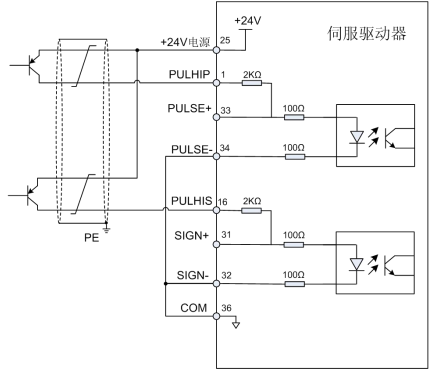 +24V
伺服驱动器
+24V电源 25
PULHIP 1 2KΩ
PULSE+ 33 100Ω
PULSE- 34 100Ω
PULHIS 16 2KΩ
SIGN+ 31 100Ω
PE
SIGN- 32 100Ω
COM 36